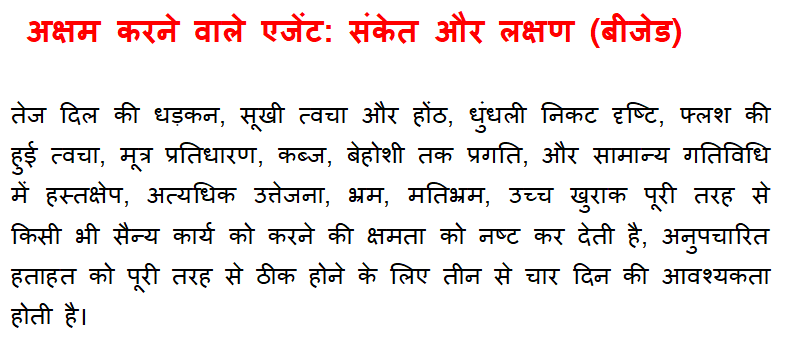 अक्षम करने वाले एजेंट: संकेत और लक्षण (बीजेड)
तेज दिल की धड़कन, सूखी त्वचा और होंठ, धुंधली निकट दृष्टि, फ्लश की
हुई त्वचा, मूत्र प्रतिधारण, कब्ज, बेहोशी तक प्रगति, और सामान्य गतिविधि
में हस्तक्षेप, अत्यधिक उत्तेजना, भ्रम, मतिभ्रम, उच्च खुराक पूरी तरह से
किसी भी सैन्य कार्य को करने की क्षमता को नष्ट कर देती है, अनुपचारित
हताहत को पूरी तरह से ठीक होने के लिए तीन से चार दिन की आवश्यकता
होती है।